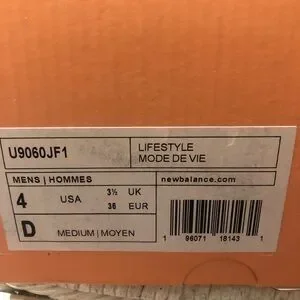 U9060JF1
LIFESTYLE
MODE DE VIE
MENS | HOMMES
newbalance.com
4 USA 3½ UK
36 EUR
D MEDIUM | MOYEN
1 96071 18143 1